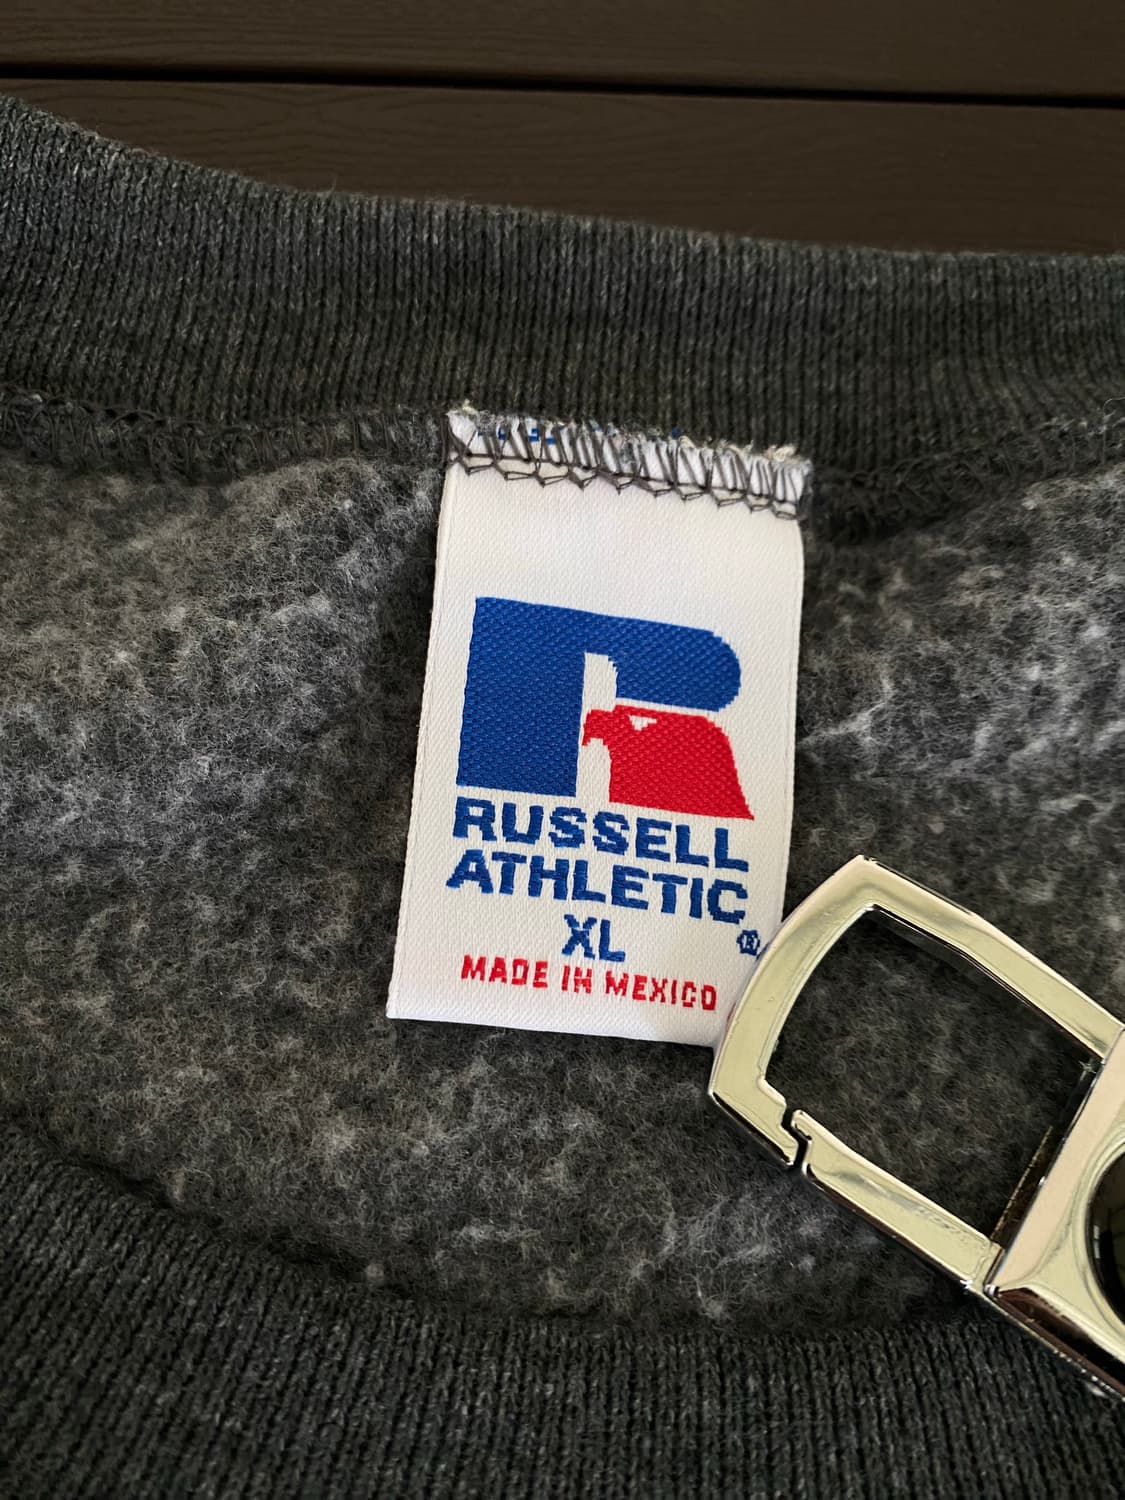 RUSSELL
ATHLETIC
XL ®
MADE IN MEXICO